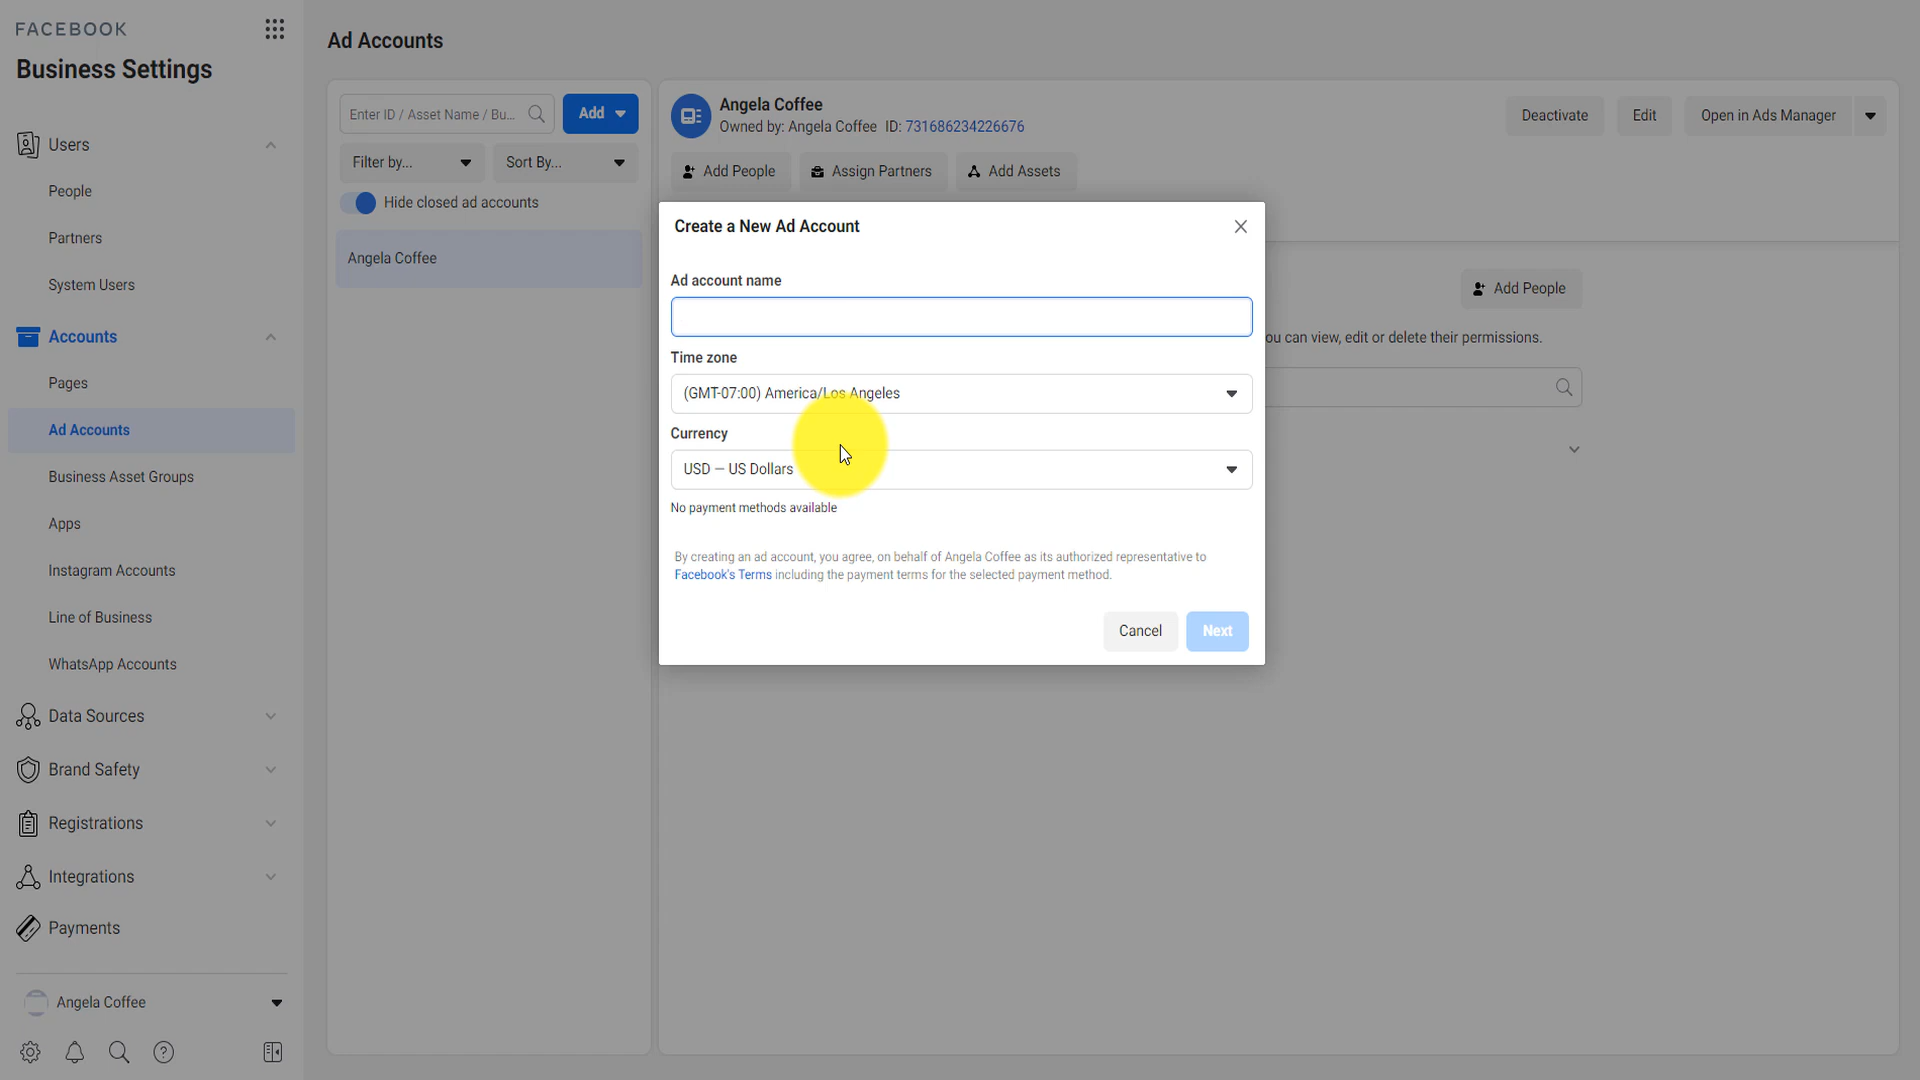 FACEBOOK
Business Settings
Users
People
Partners
System Users
Accounts
Pages
Ad Accounts
Business Asset Groups
Apps
Instagram Accounts
Line of Business
WhatsApp Accounts
Data Sources
Brand Safety
Registrations
Integrations
Payments
Angela Coffee
Ad Accounts
Enter ID / Asset Name / Bu...
Add
Filter by...
Sort By...
Hide closed ad accounts
Angela Coffee
Angela Coffee
Owned by: Angela Coffee ID: 731686234226676
Deactivate
Edit
Open in Ads Manager
Add People
Assign Partners
Add Assets
Add People
ou can view, edit or delete their permissions.
Create a New Ad Account
Ad account name
Time zone
(GMT-07:00) America/Los Angeles
Currency
USD — US Dollars
No payment methods available
By creating an ad account, you agree, on behalf of Angela Coffee as its authorized representative to
Facebook's Terms including the payment terms for the selected payment method.
Cancel
Next